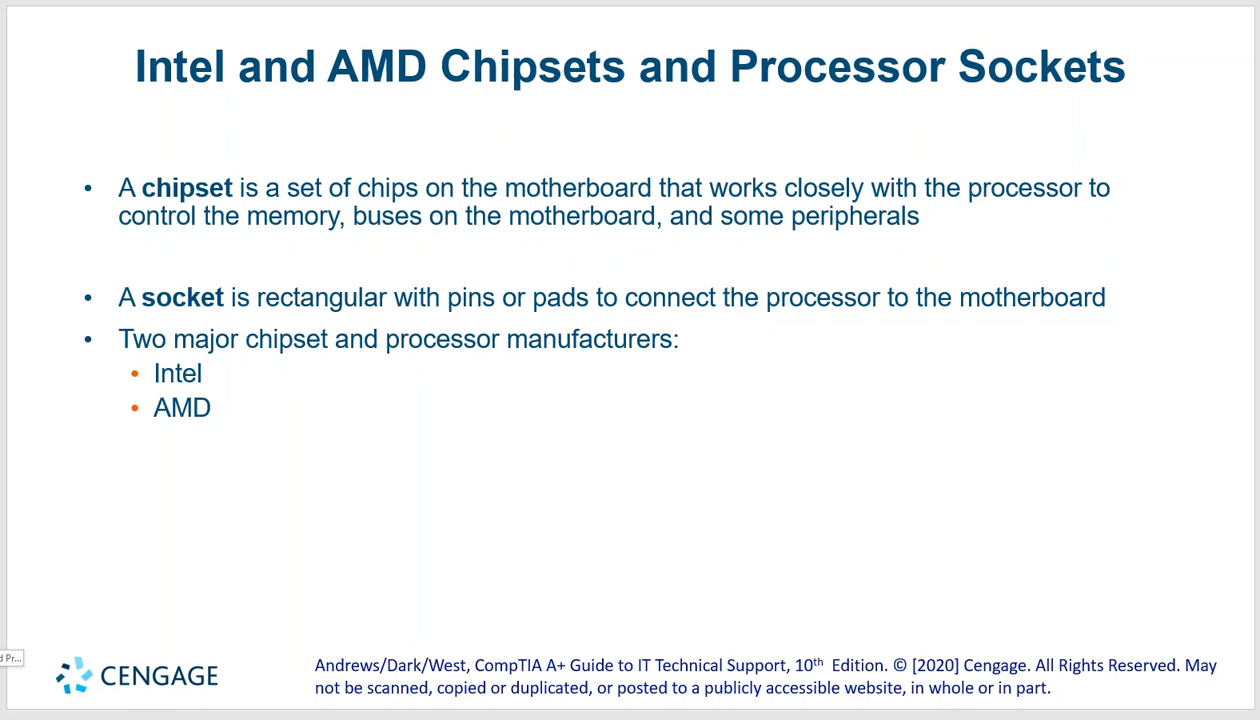 Intel and AMD Chipsets and Processor Sockets
• A chipset is a set of chips on the motherboard that works closely with the processor to
control the memory, buses on the motherboard, and some peripherals
• A socket is rectangular with pins or pads to connect the processor to the motherboard
• Two major chipset and processor manufacturers:
• Intel
• AMD
d Pr...
CENGAGE
Andrews/Dark/West, CompTIA A+ Guide to IT Technical Support, 10th Edition. © [2020] Cengage. All Rights Reserved. May
not be scanned, copied or duplicated, or posted to a publicly accessible website, in whole or in part.